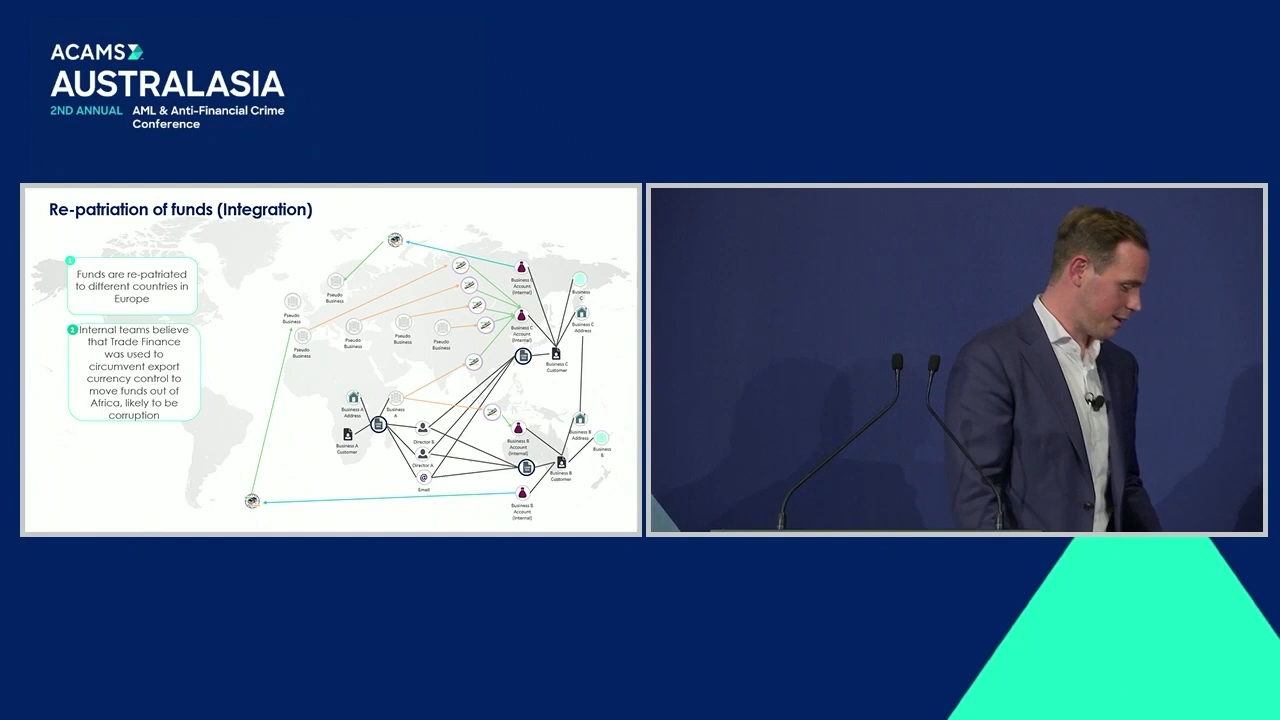 ACAMS
AUSTRALASIA
2ND ANNUAL AML & Anti-Financial Crime
Conference
Re-patriation of funds (Integration)
1
Funds are re-patriated
to different countries in
Europe
2
Internal teams believe
that Trade Finance
was used to
circumvent export
currency control to
move funds out of
Africa, likely to be
corruption
Pseudo
Business
Pseudo
Business
Pseudo
Business
Pseudo
Business
Pseudo
Business
Pseudo
Business
Business C
Account
(Internal)
Business
C
Business C
Account
(Internal)
Business C
Address
Business C
Customer
Business A
Address
Business
A
Business A
Customer
Director B
Director A
@
Email
Business B
Account
(Internal)
Business B
Address
Business
B
Business B
Customer
Business B
Account
(Internal)